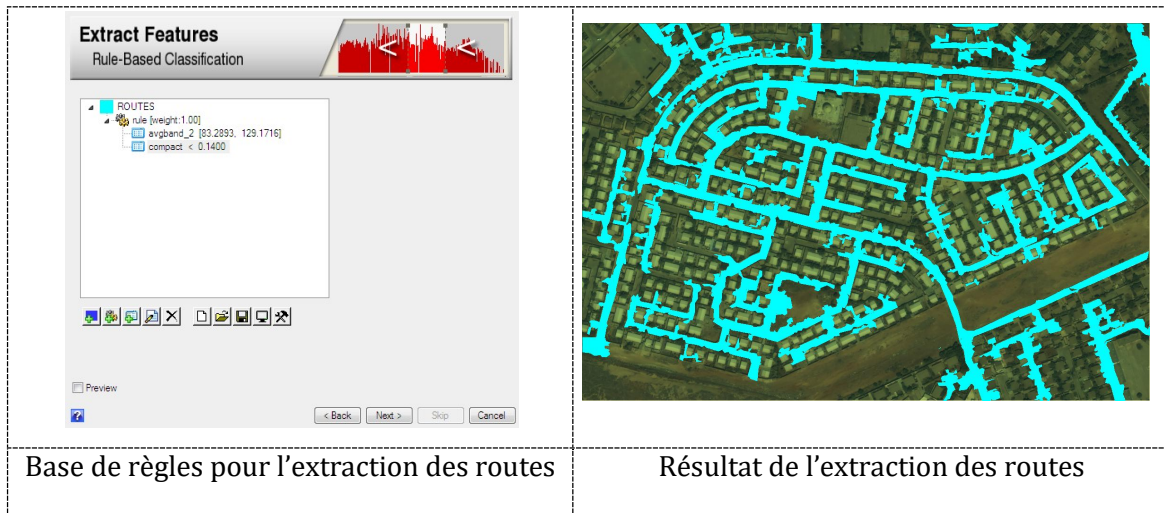 Extract Features
Rule-Based Classification
ROUTES
rule [weight:1.00]
avgband_2 [83.2893, 129.1716]
compact < 0.1400
Preview
< Back
Next >
Skip
Cancel
Base de règles pour l’extraction des routes
Résultat de l’extraction des routes